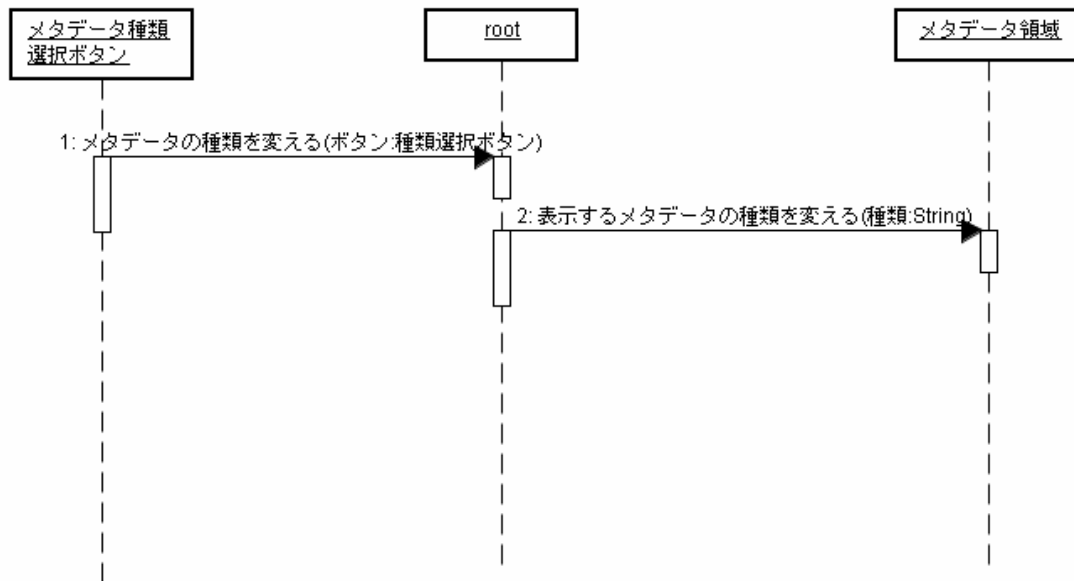 メタデータ種類
選択ボタン
root
メタデータ領域
1: メタデータの種類を変える(ボタン:種類選択ボタン)
2: 表示するメタデータの種類を変える(種類:String)